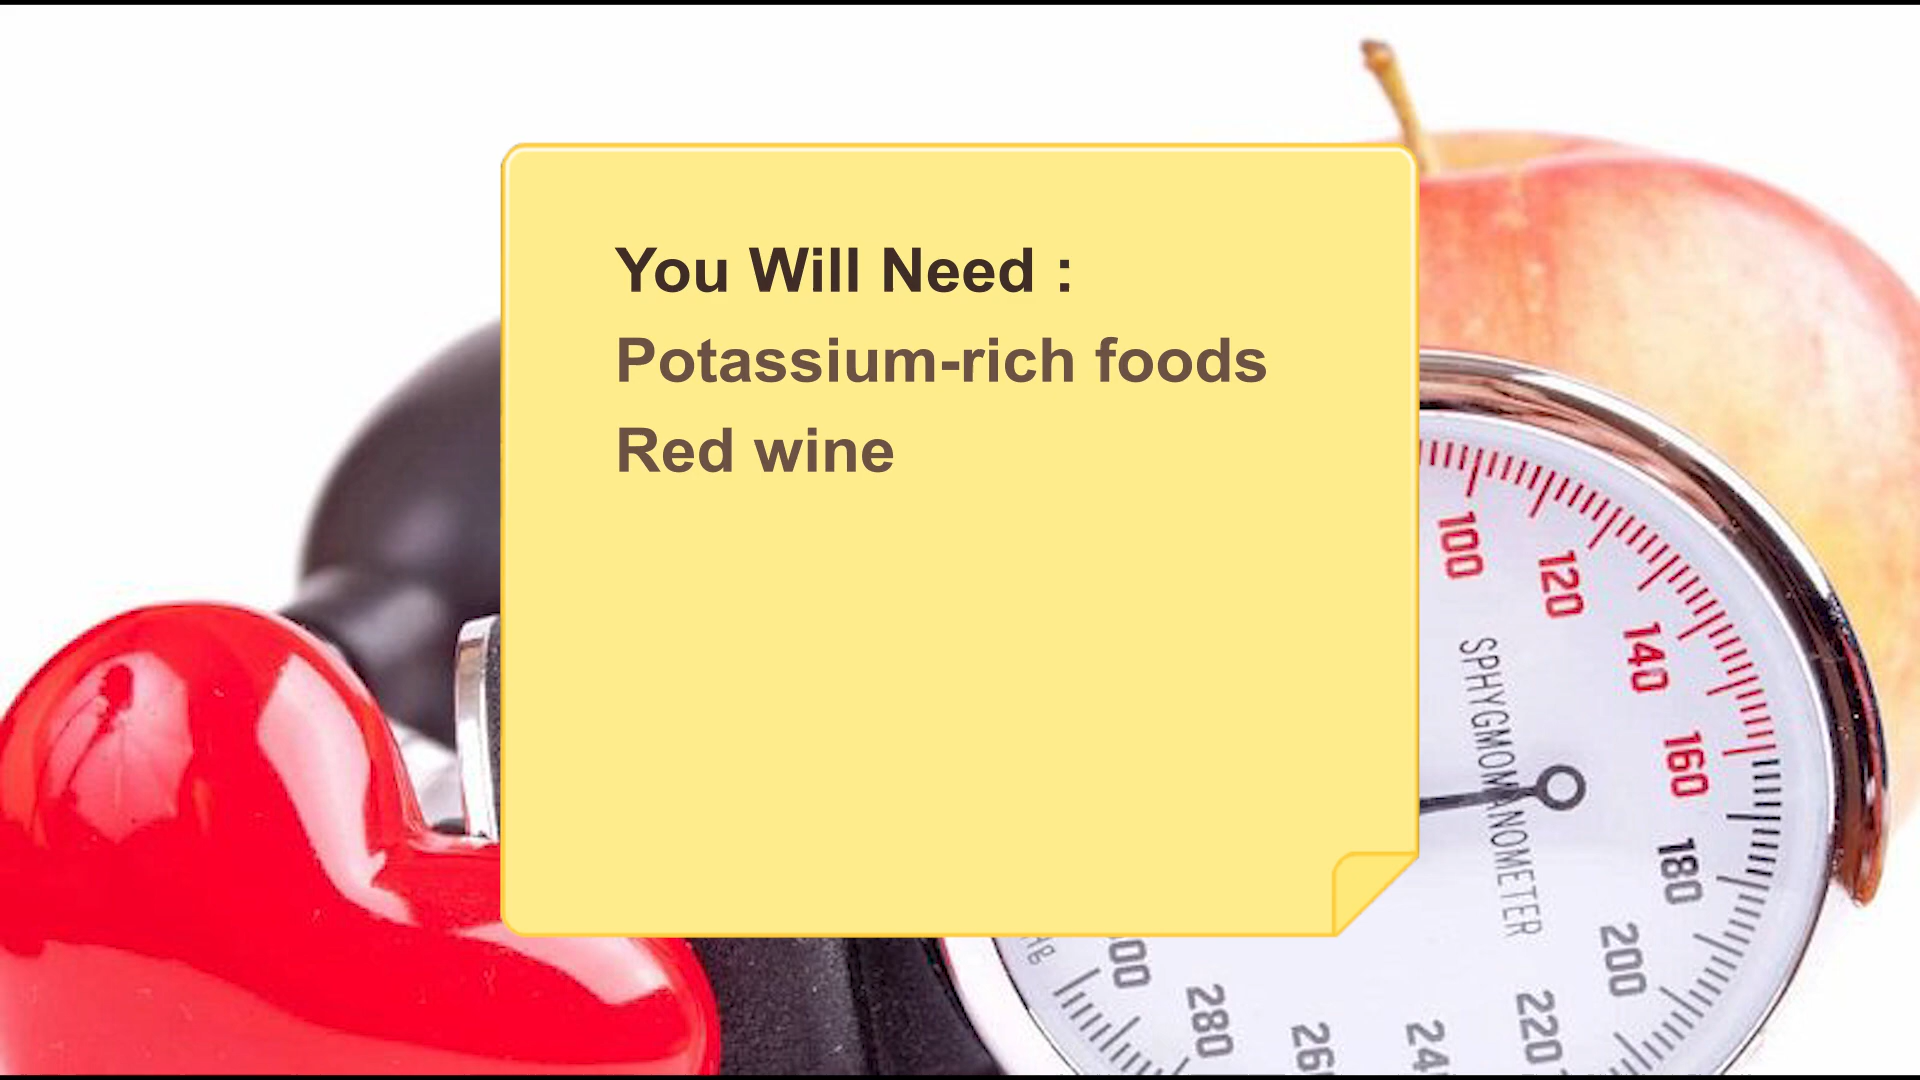 You Will Need :
Potassium-rich foods
Red wine
100
120
140
160
180
200
220
280
SPHYGMOMANOMETER